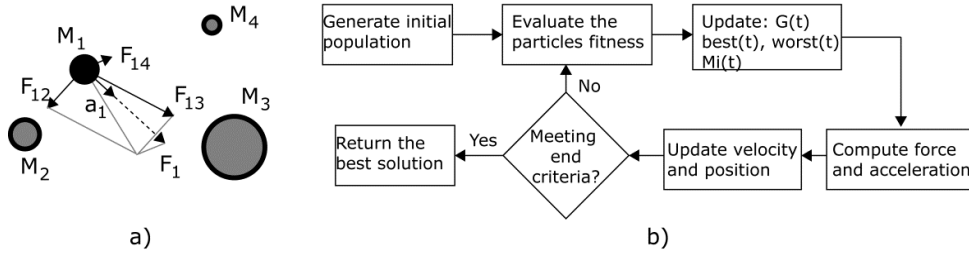 M4
M1
F14
F12
F13
a1
M3
M2
F1
a)
Generate initial
population
Evaluate the
particles fitness
Update: G(t)
best(t), worst(t)
Mi(t)
No
Return the
best solution
Yes
Meeting
end
criteria?
Update velocity
and position
Compute force
and acceleration
b)